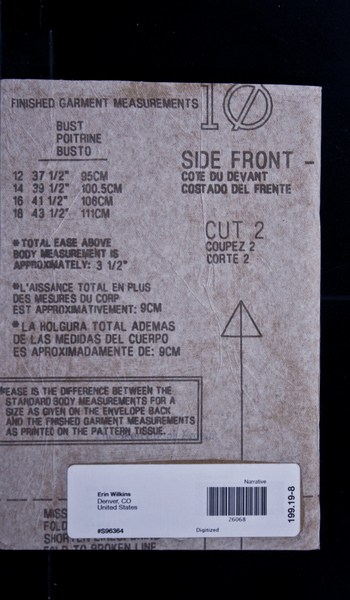 FINISHED GARMENT MEASUREMENTS
BUST
POITRINE
BUSTO
12 37 1/2" 95CM
14 39 1/2" 100.5CM
16 41 1/2" 106CM
18 43 1/2" 111CM
●TOTAL EASE ABOVE
BODY MEASUREMENT IS
APPROXIMATELY: 3 1/2"
●L'AISSANCE TOTAL EN PLUS
DES MESURES DU CORP
EST APPROXIMATIVEMENT: 9CM
●LA HOLGURA TOTAL ADEMAS
DE LAS MEDIDAS DEL CUERPO
ES APROXIMADAMENTE DE: 9CM
EASE IS THE DIFFERENCE BETWEEN THE
STANDARD BODY MEASUREMENTS FOR A
SIZE AS GIVEN ON THE ENVELOPE BACK
AND THE FINISHED GARMENT MEASUREMENTS
AS PRINTED ON THE PATTERN TISSUE.
10
SIDE FRONT -
COTE DU DEVANT
COSTADO DEL FRENTE
CUT 2
COUPEZ 2
CORTE 2
MISS
FOLD
Erin Wilkins
Denver, CO
United States
#S96364
Narrative
26068
Digitized
199.19-8